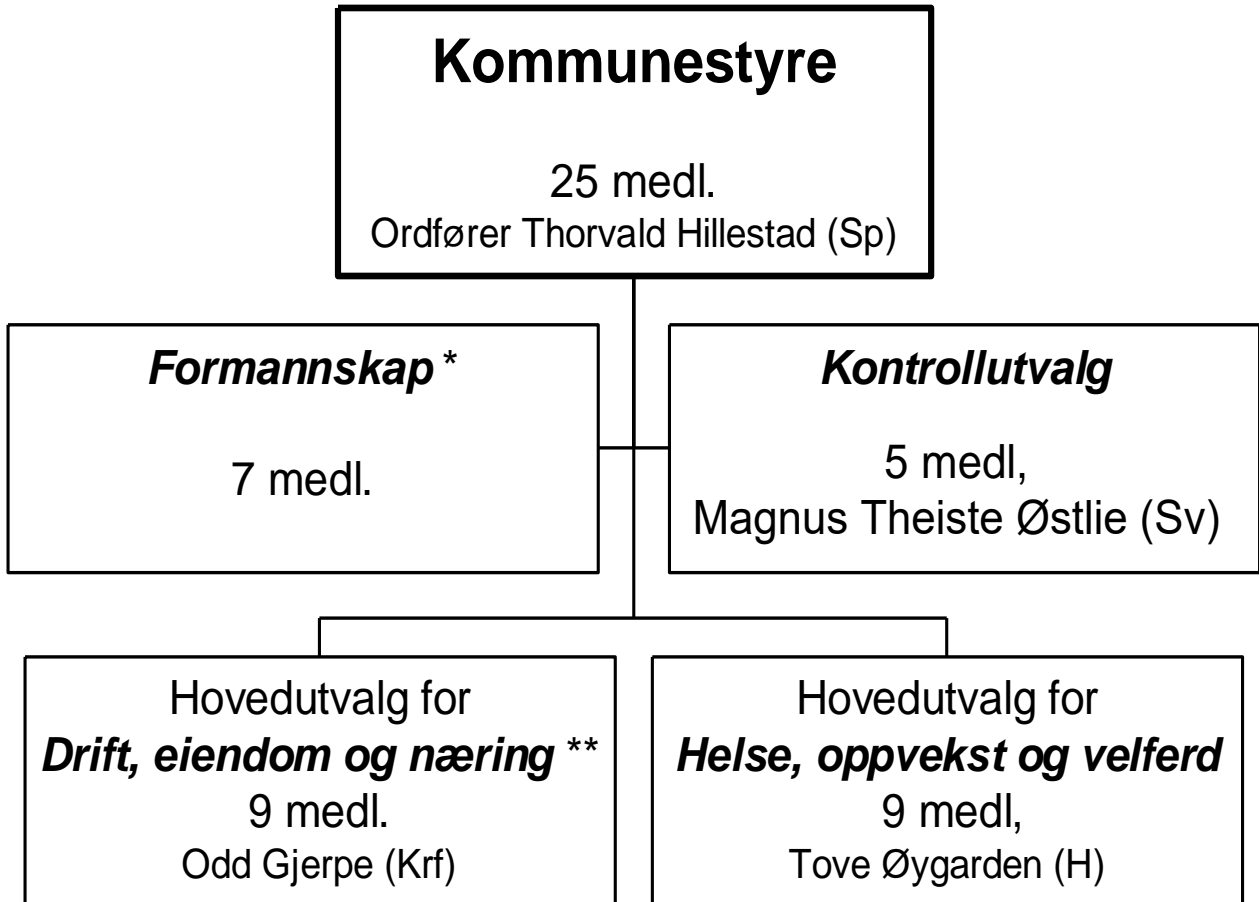 Kommunestyre
25 medl.
Ordfører Thorvald Hillestad (Sp)
Formannskap *
7 medl.
Kontrollutvalg
5 medl,
Magnus Theiste Østlie (Sv)
Hovedutvalg for
Drift, eiendom og næring **
9 medl.
Odd Gjerpe (Krf)
Hovedutvalg for
Helse, oppvekst og velferd
9 medl,
Tove Øygarden (H)